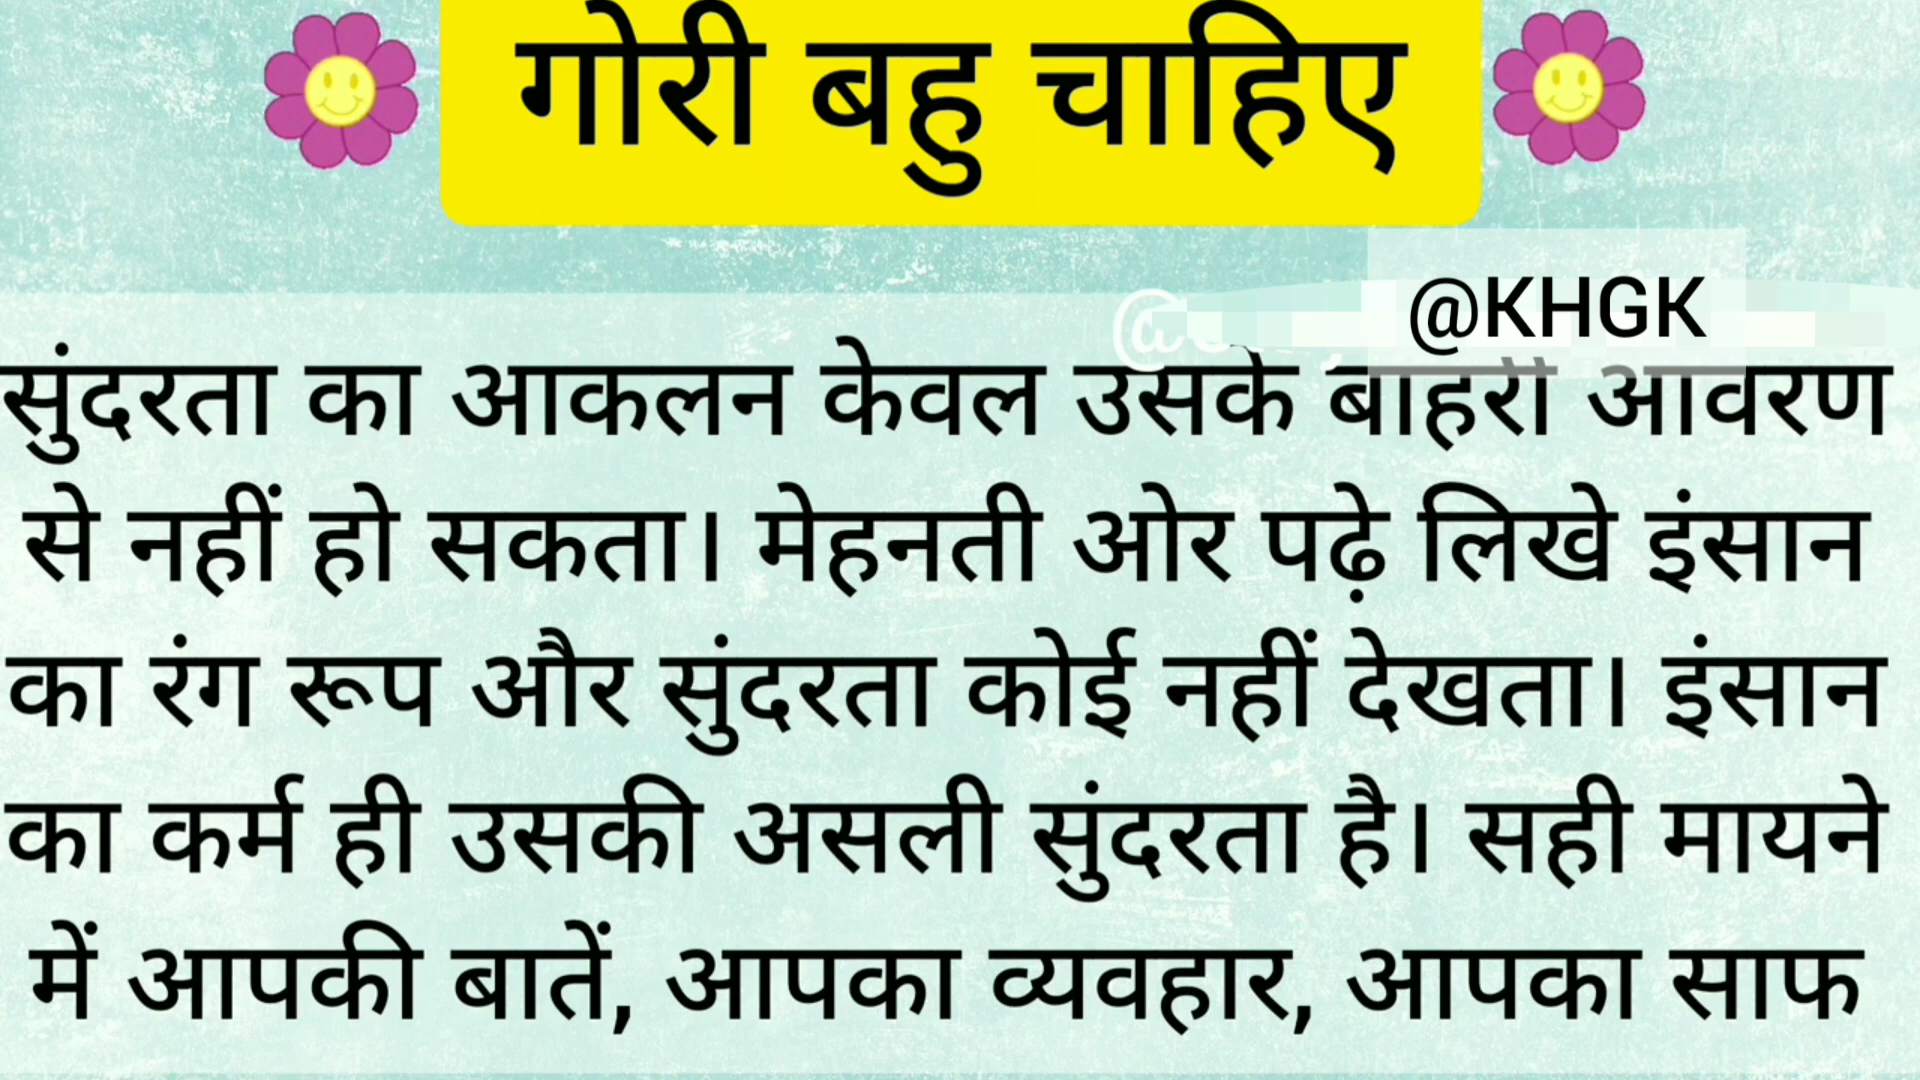 गोरी बहु चाहिए
@KHGK
सुंदरता का आकलन केवल उसके बाहरी आवरण
से नहीं हो सकता। मेहनती ओर पढ़े लिखे इंसान
का रंग रूप और सुंदरता कोई नहीं देखता। इंसान
का कर्म ही उसकी असली सुंदरता है। सही मायने
में आपकी बातें, आपका व्यवहार, आपका साफ